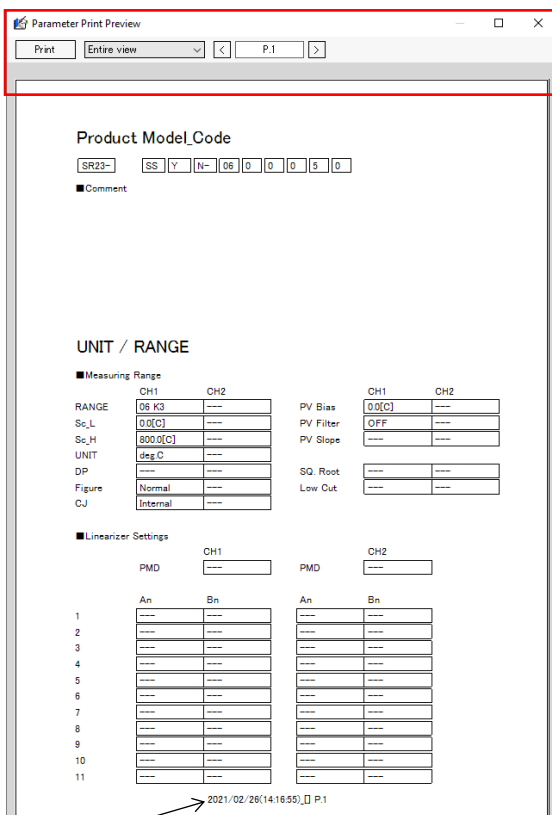 Parameter Print Preview
Print Entire view < P.1 >
Product Model_Code
SR23- SS Y N- 06 0 0 0 5 0
■Comment
UNIT / RANGE
■Measuring Range
CH1 CH2 CH1 CH2
RANGE 06 K3 --- PV Bias 0.0[C] ---
Sc_L 0.0[C] --- PV Filter OFF ---
Sc_H 800.0[C] --- PV Slope --- ---
UNIT deg.C ---
DP --- --- SQ. Root --- ---
Figure Normal --- Low Cut --- ---
CJ Internal ---
■Linearizer Settings
CH1 CH2
PMD --- PMD ---
An Bn An Bn
1 --- --- --- ---
2 --- --- --- ---
3 --- --- --- ---
4 --- --- --- ---
5 --- --- --- ---
6 --- --- --- ---
7 --- --- --- ---
8 --- --- --- ---
9 --- --- --- ---
10 --- --- --- ---
11 --- --- --- ---
2021/02/26(14:16:55)_[] P.1